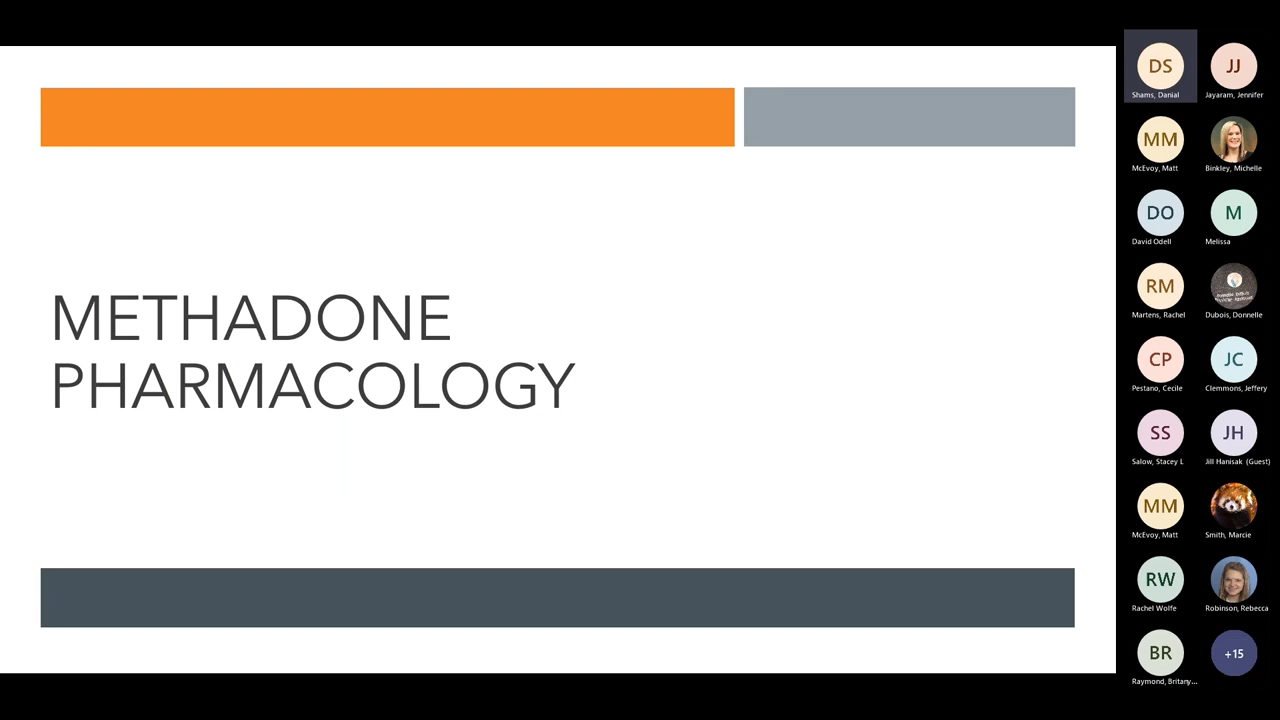 METHADONE
PHARMACOLOGY
DS
Shams, Danial
JJ
Jayaram, Jennifer
MM
McEvoy, Matt
Binkley, Michelle
DO
David Odell
M
Melissa
RM
Martens, Rachel
Dubois, Donnelle
CP
Pestano, Cecile
JC
Clemmons, Jeffery
SS
Salow, Stacey L
JH
Jill Hanisak (Guest)
MM
McEvoy, Matt
Smith, Marcie
RW
Rachel Wolfe
Robinson, Rebecca
BR
Raymond, Britany...
+15